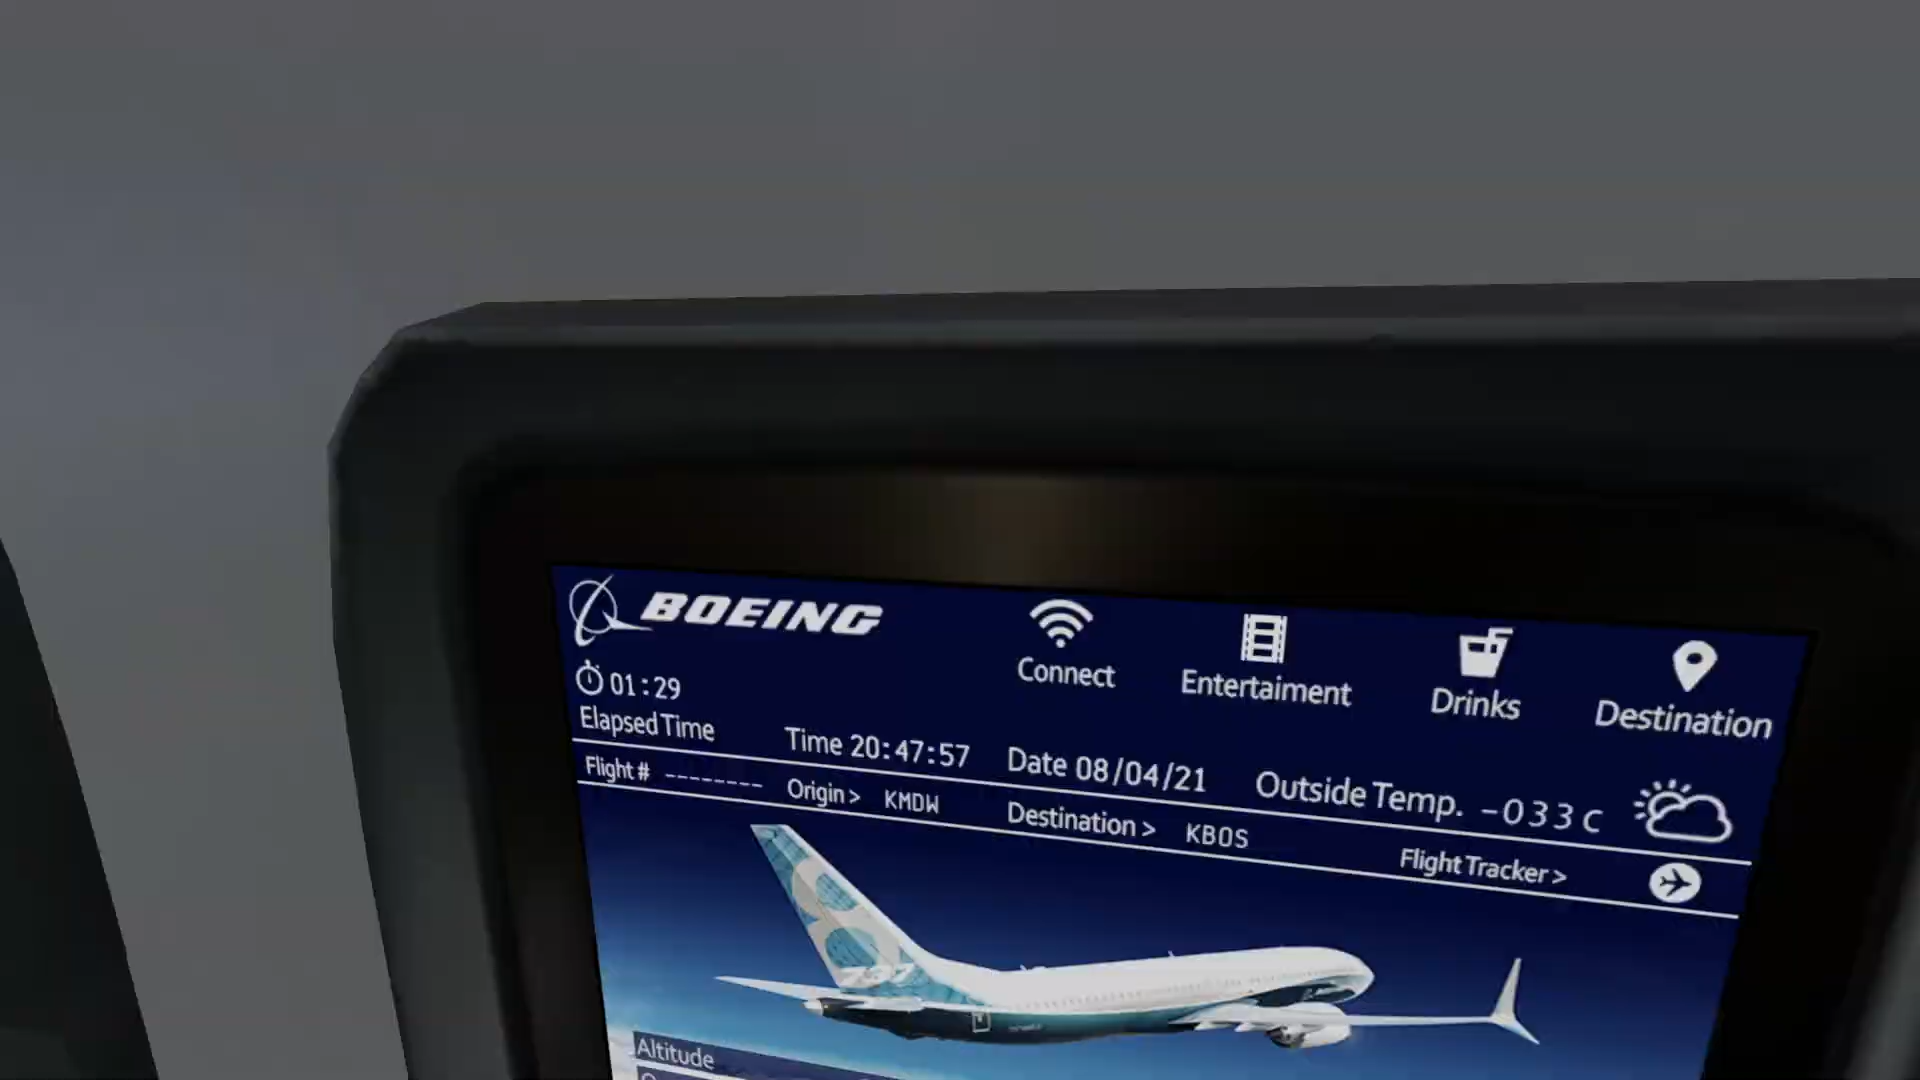 BOEING
Connect
Entertaiment
Drinks
Destination
01:29
Elapsed Time
Time 20:47:57
Date 08/04/21
Outside Temp. -033C
Flight # --------
Origin > KMDW
Destination > KBOS
Flight Tracker >
Altitude